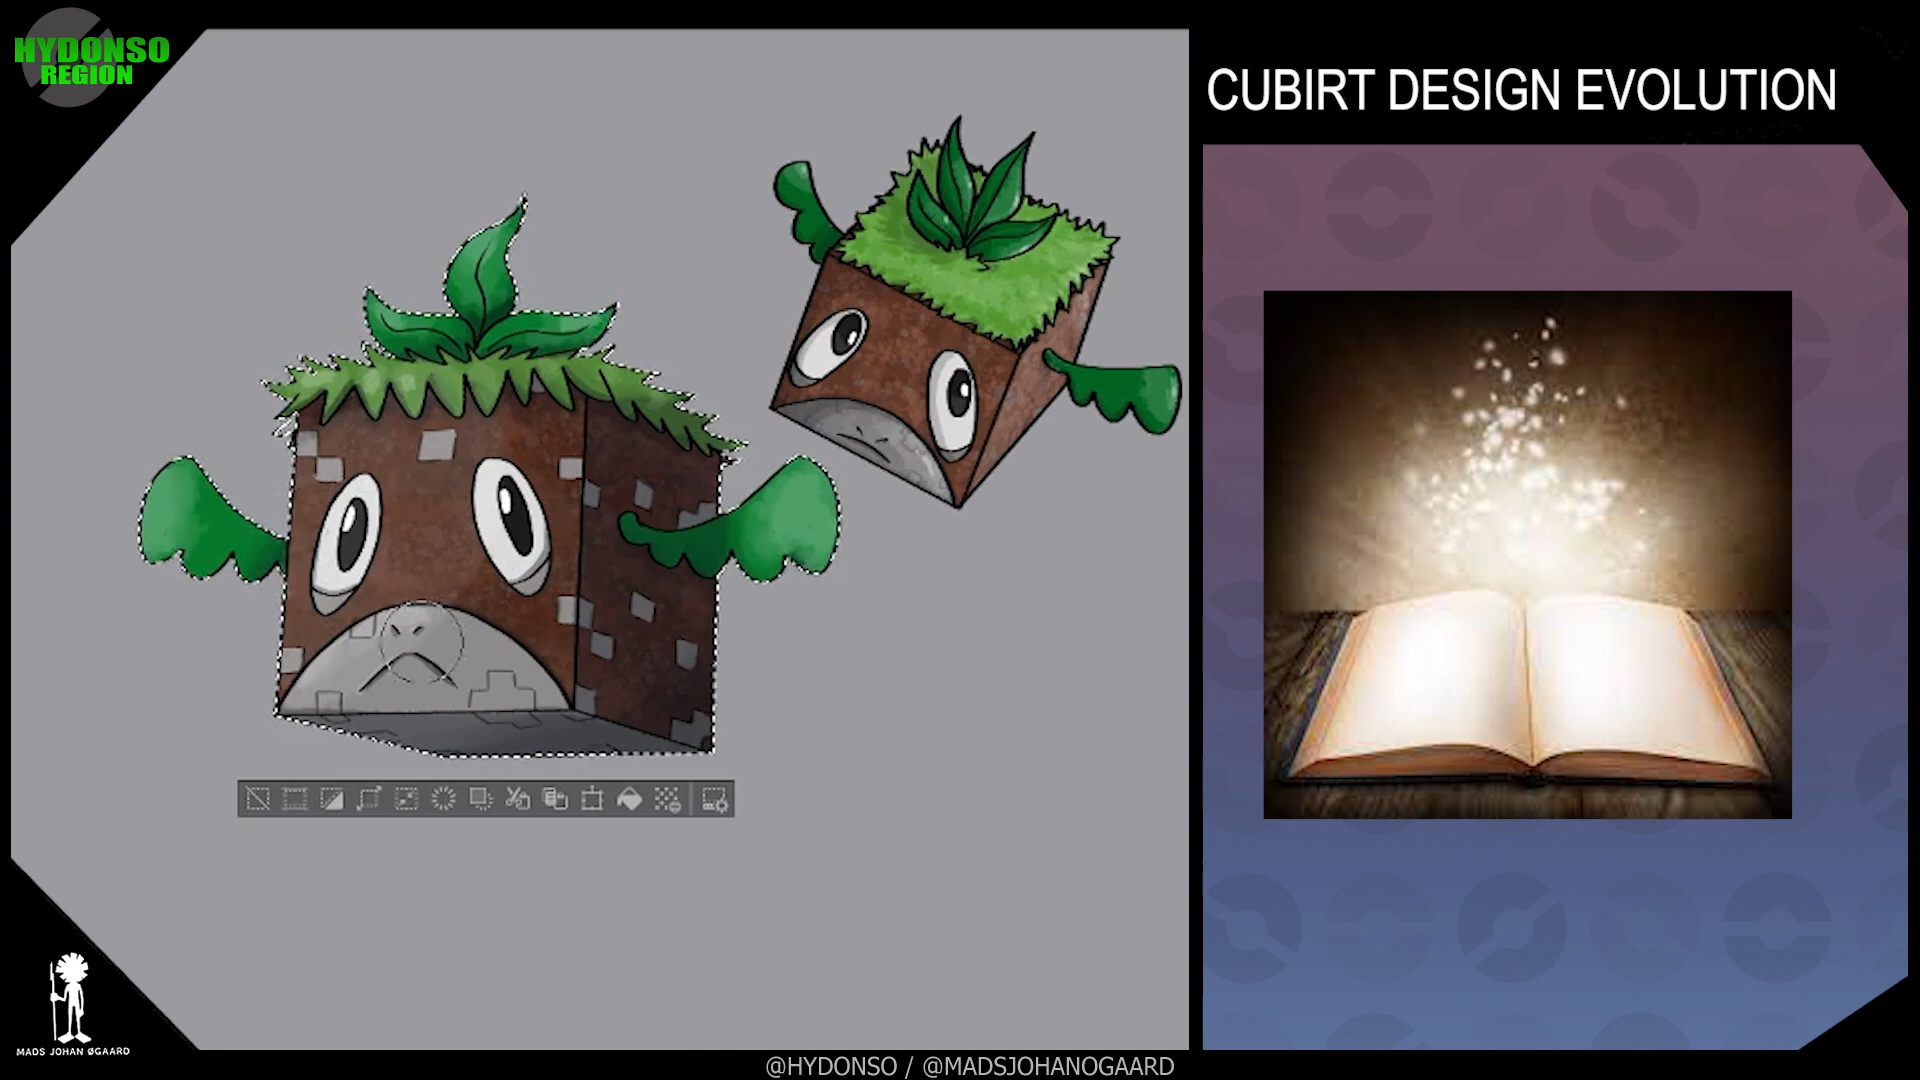 HYDONSO
REGION
CUBIRT DESIGN EVOLUTION
MADS JOHAN ØGAARD
@HYDONSO / @MADSJOHANOGAARD